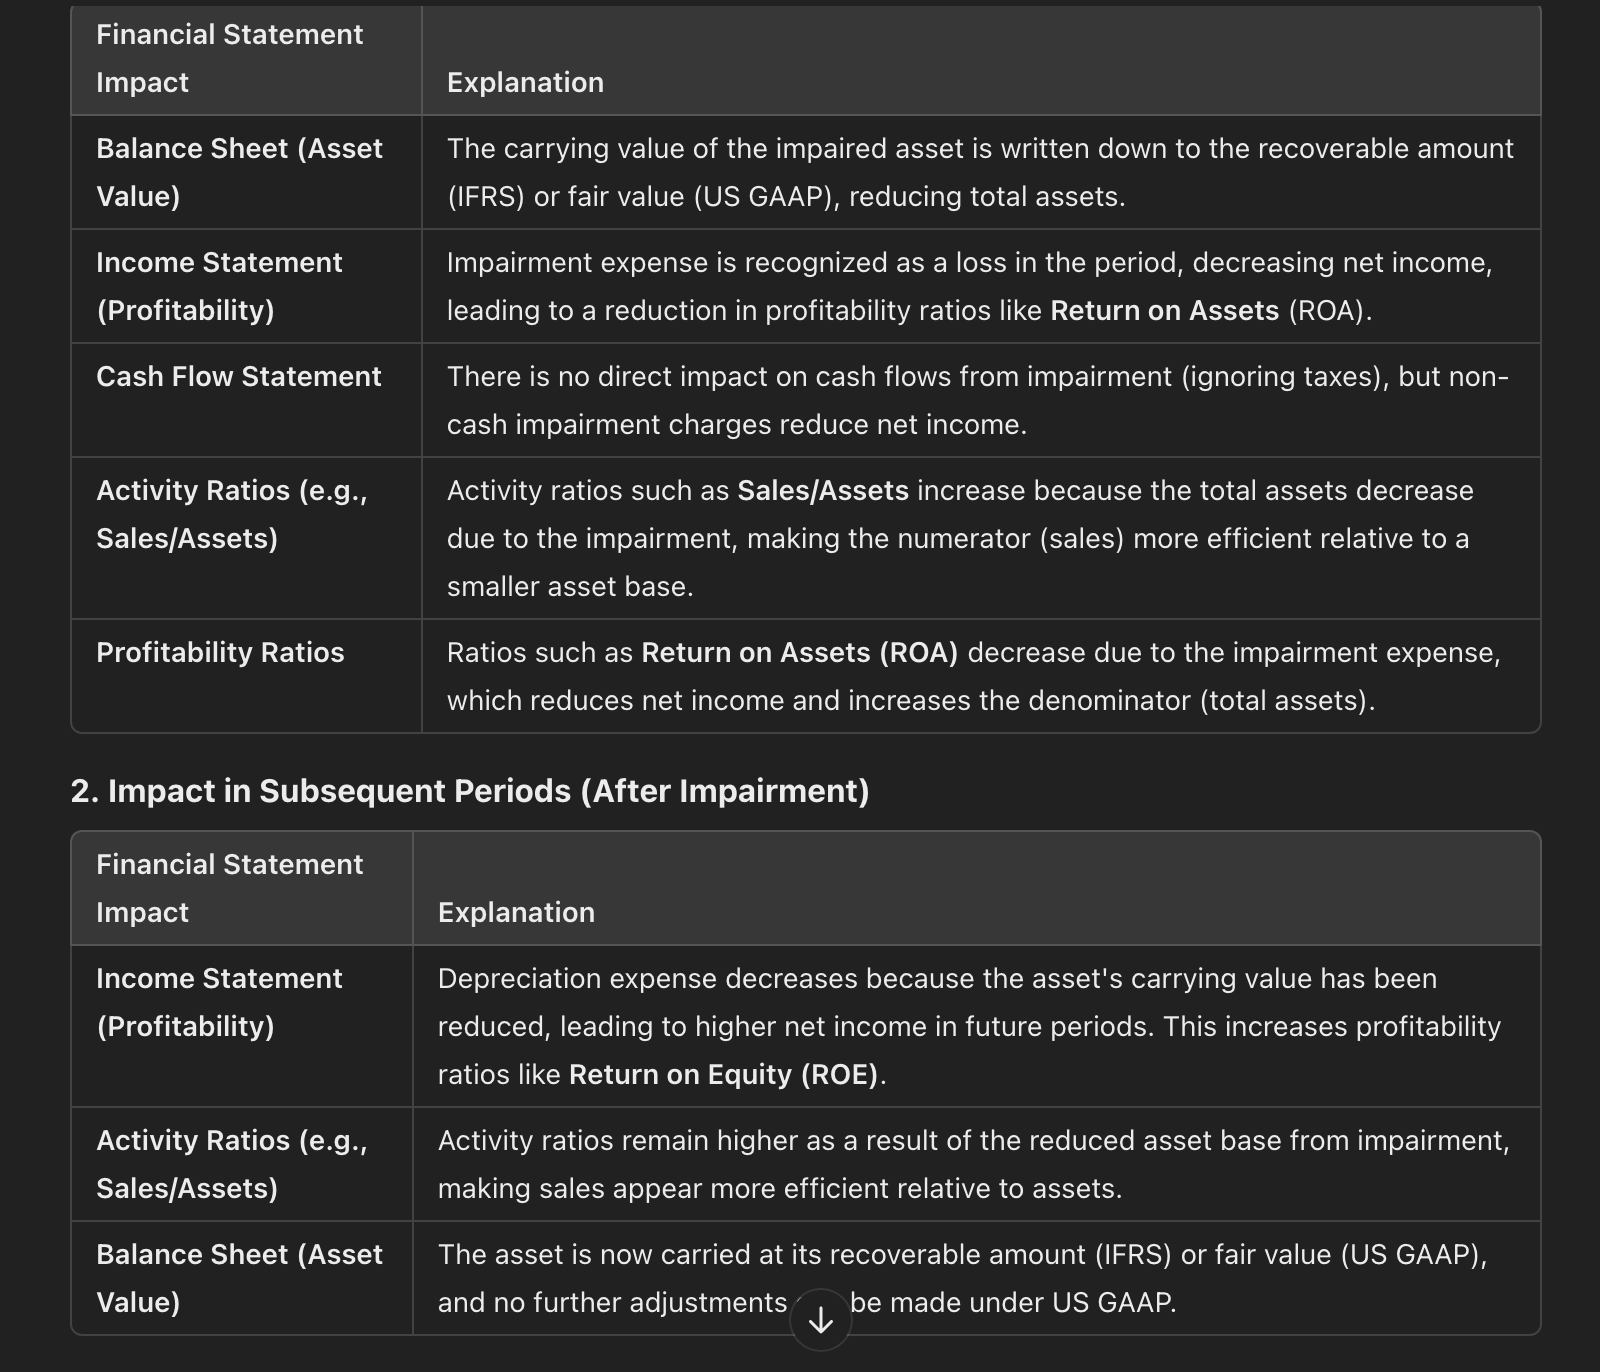 Financial Statement
Impact
Explanation
Balance Sheet (Asset
Value)
The carrying value of the impaired asset is written down to the recoverable amount
(IFRS) or fair value (US GAAP), reducing total assets.
Income Statement
(Profitability)
Impairment expense is recognized as a loss in the period, decreasing net income,
leading to a reduction in profitability ratios like Return on Assets (ROA).
Cash Flow Statement
There is no direct impact on cash flows from impairment (ignoring taxes), but non-
cash impairment charges reduce net income.
Activity Ratios (e.g.,
Sales/Assets)
Activity ratios such as Sales/Assets increase because the total assets decrease
due to the impairment, making the numerator (sales) more efficient relative to a
smaller asset base.
Profitability Ratios
Ratios such as Return on Assets (ROA) decrease due to the impairment expense,
which reduces net income and increases the denominator (total assets).
2. Impact in Subsequent Periods (After Impairment)
Financial Statement
Impact
Explanation
Income Statement
(Profitability)
Depreciation expense decreases because the asset's carrying value has been
reduced, leading to higher net income in future periods. This increases profitability
ratios like Return on Equity (ROE).
Activity Ratios (e.g.,
Sales/Assets)
Activity ratios remain higher as a result of the reduced asset base from impairment,
making sales appear more efficient relative to assets.
Balance Sheet (Asset
Value)
The asset is now carried at its recoverable amount (IFRS) or fair value (US GAAP),
and no further adjustments be made under US GAAP.